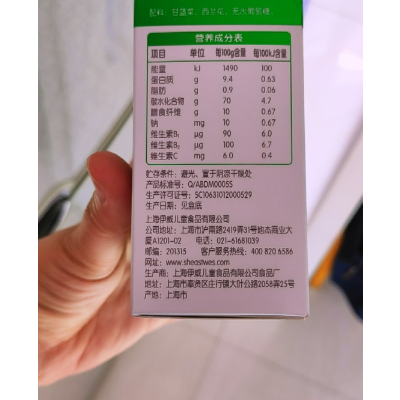 配料：甘蓝菜、西兰花、无水葡萄糖。
营养成分表
项目 单位 每100g含量 每100kJ含量
能量 kJ 1490 100
蛋白质 g 9.4 0.63
脂肪 g 0.9 0.06
碳水化合物 g 70 4.7
膳食纤维 g 10 0.67
钠 mg 10 0.67
维生素B₁ μg 90 6.0
维生素B₂ μg 100 6.7
维生素C mg 6.0 0.4
贮存条件：避光、置于阴凉干燥处
产品标准号：Q/ABDM0005S
生产许可证号：SC10631012000529
生产日期：见盒底
上海伊威儿童食品有限公司
公司地址：上海市沪南路2419弄31号地杰商业大
厦A1201-02 电话：021-61681039
邮编：201315 客户服务热线：400 820 6586
网址：www.sheastwes.com
生产商：上海伊威儿童食品有限公司食品厂
地址：上海市奉贤区庄行镇大叶公路2058弄25号
产地：上海市